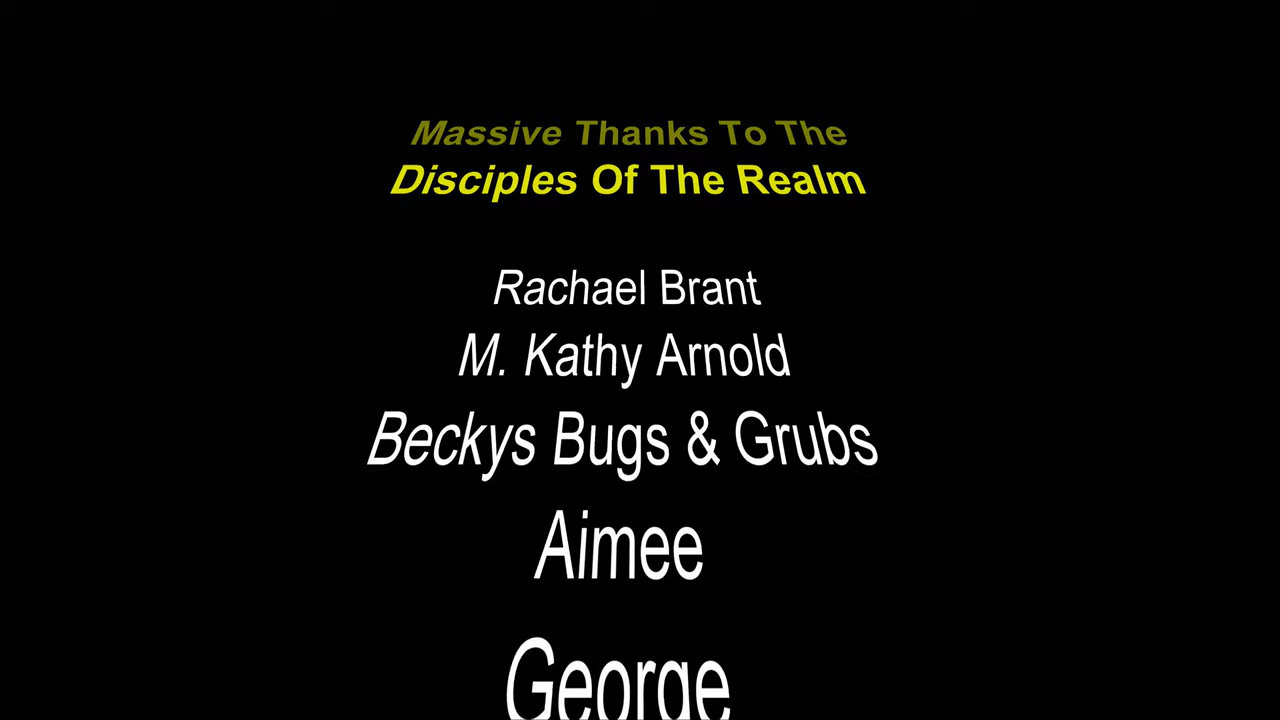 Massive Thanks To The
Disciples Of The Realm
Rachael Brant
M. Kathy Arnold
Beckys Bugs & Grubs
Aimee
George